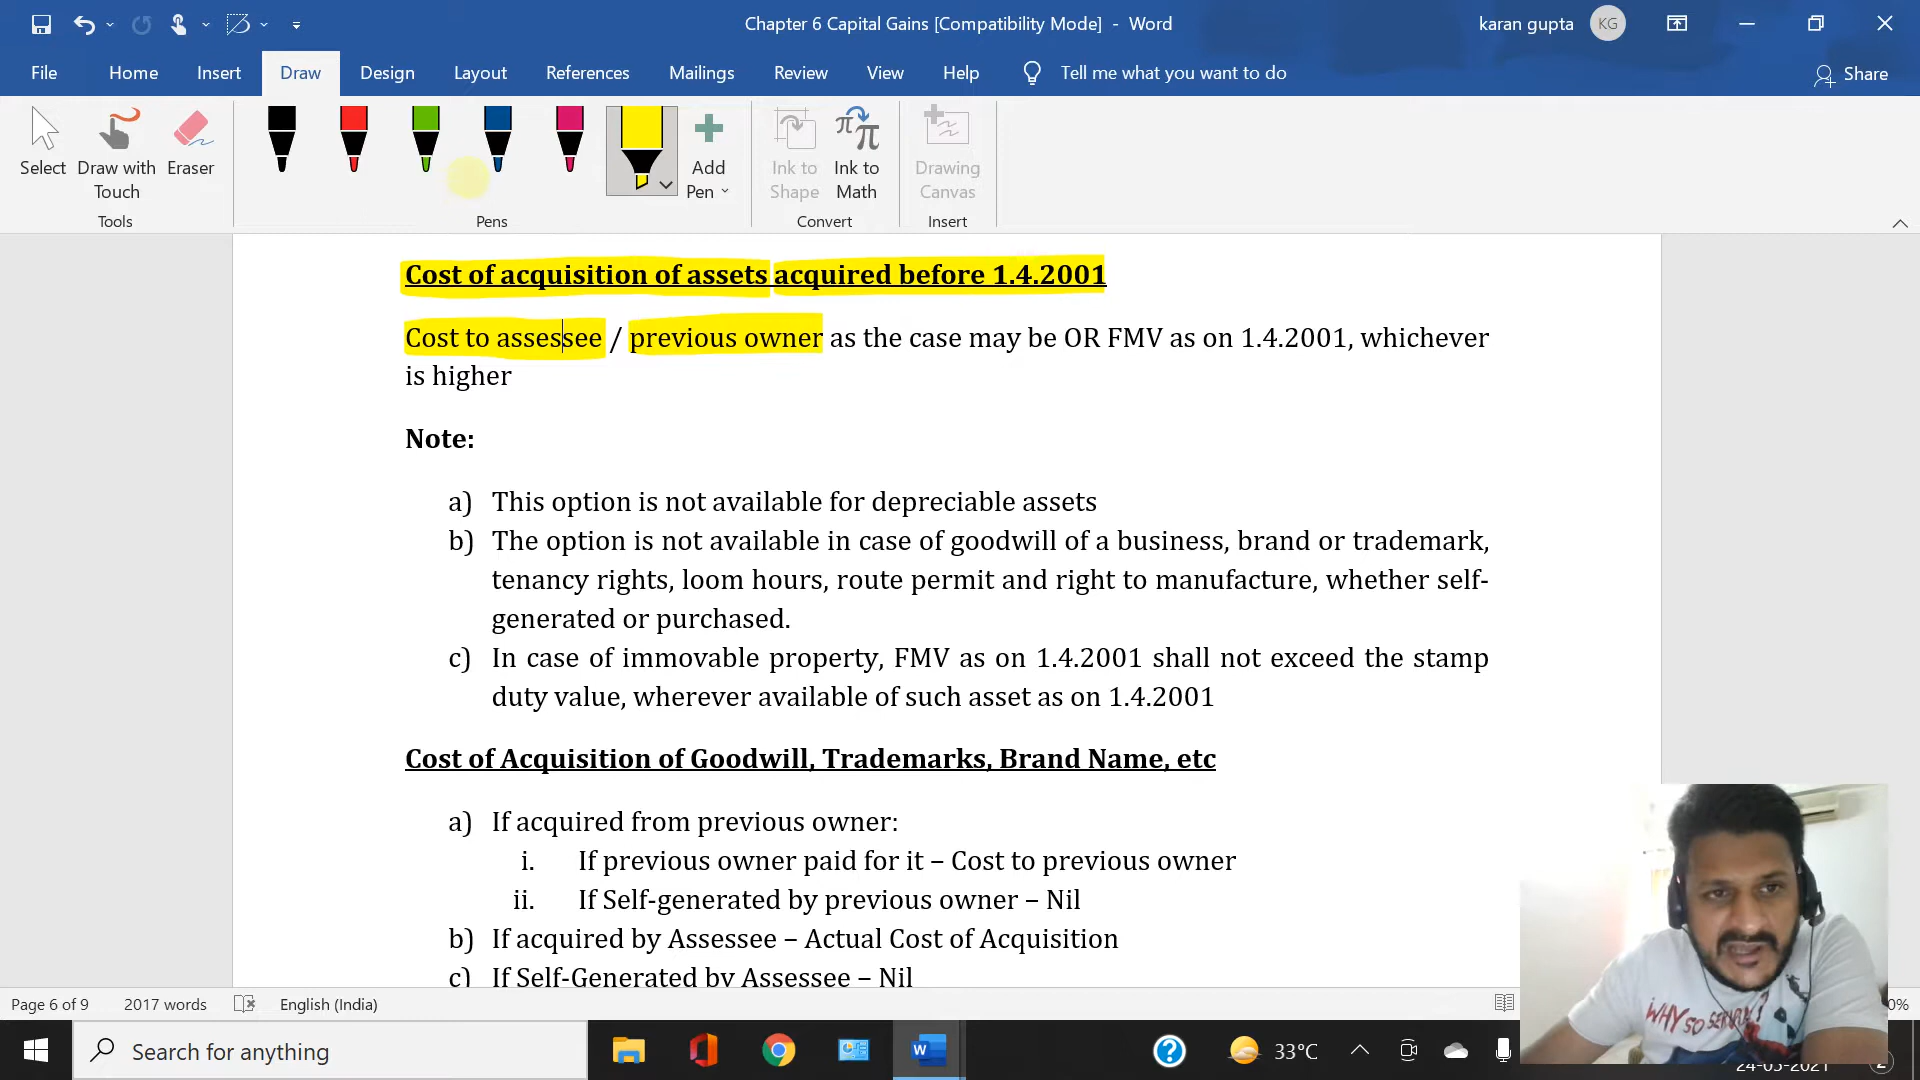 Chapter 6 Capital Gains [Compatibility Mode] - Word
karan gupta
KG
File Home Insert Draw Design Layout References Mailings Review View Help Tell me what you want to do Share
Select
Draw with Touch
Eraser
Add Pen
Ink to Shape
Ink to Math
Drawing Canvas
Tools Pens Convert Insert
Cost of acquisition of assets acquired before 1.4.2001
Cost to assessee / previous owner as the case may be OR FMV as on 1.4.2001, whichever
is higher
Note:
a) This option is not available for depreciable assets
b) The option is not available in case of goodwill of a business, brand or trademark,
tenancy rights, loom hours, route permit and right to manufacture, whether self-
generated or purchased.
c) In case of immovable property, FMV as on 1.4.2001 shall not exceed the stamp
duty value, wherever available of such asset as on 1.4.2001
Cost of Acquisition of Goodwill, Trademarks, Brand Name, etc
a) If acquired from previous owner:
i. If previous owner paid for it – Cost to previous owner
ii. If Self-generated by previous owner – Nil
b) If acquired by Assessee – Actual Cost of Acquisition
c) If Self-Generated by Assessee – Nil
WHY SO
Page 6 of 9 2017 words English (India)
Search for anything
33°C
24-05-2021